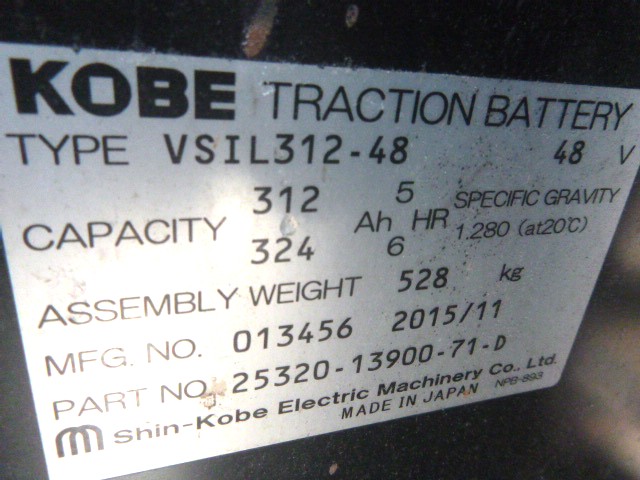 KOBE TRACTION BATTERY
TYPE VSIL312-48 48 V
CAPACITY 312 Ah 5 HR SPECIFIC GRAVITY
324 6 1.280 (at20℃)
ASSEMBLY WEIGHT 528 kg
MFG. NO. 013456 2015/11
PART NO. 25320-13900-71-D
m Shin-Kobe Electric Machinery Co., Ltd.
MADE IN JAPAN NPB-893